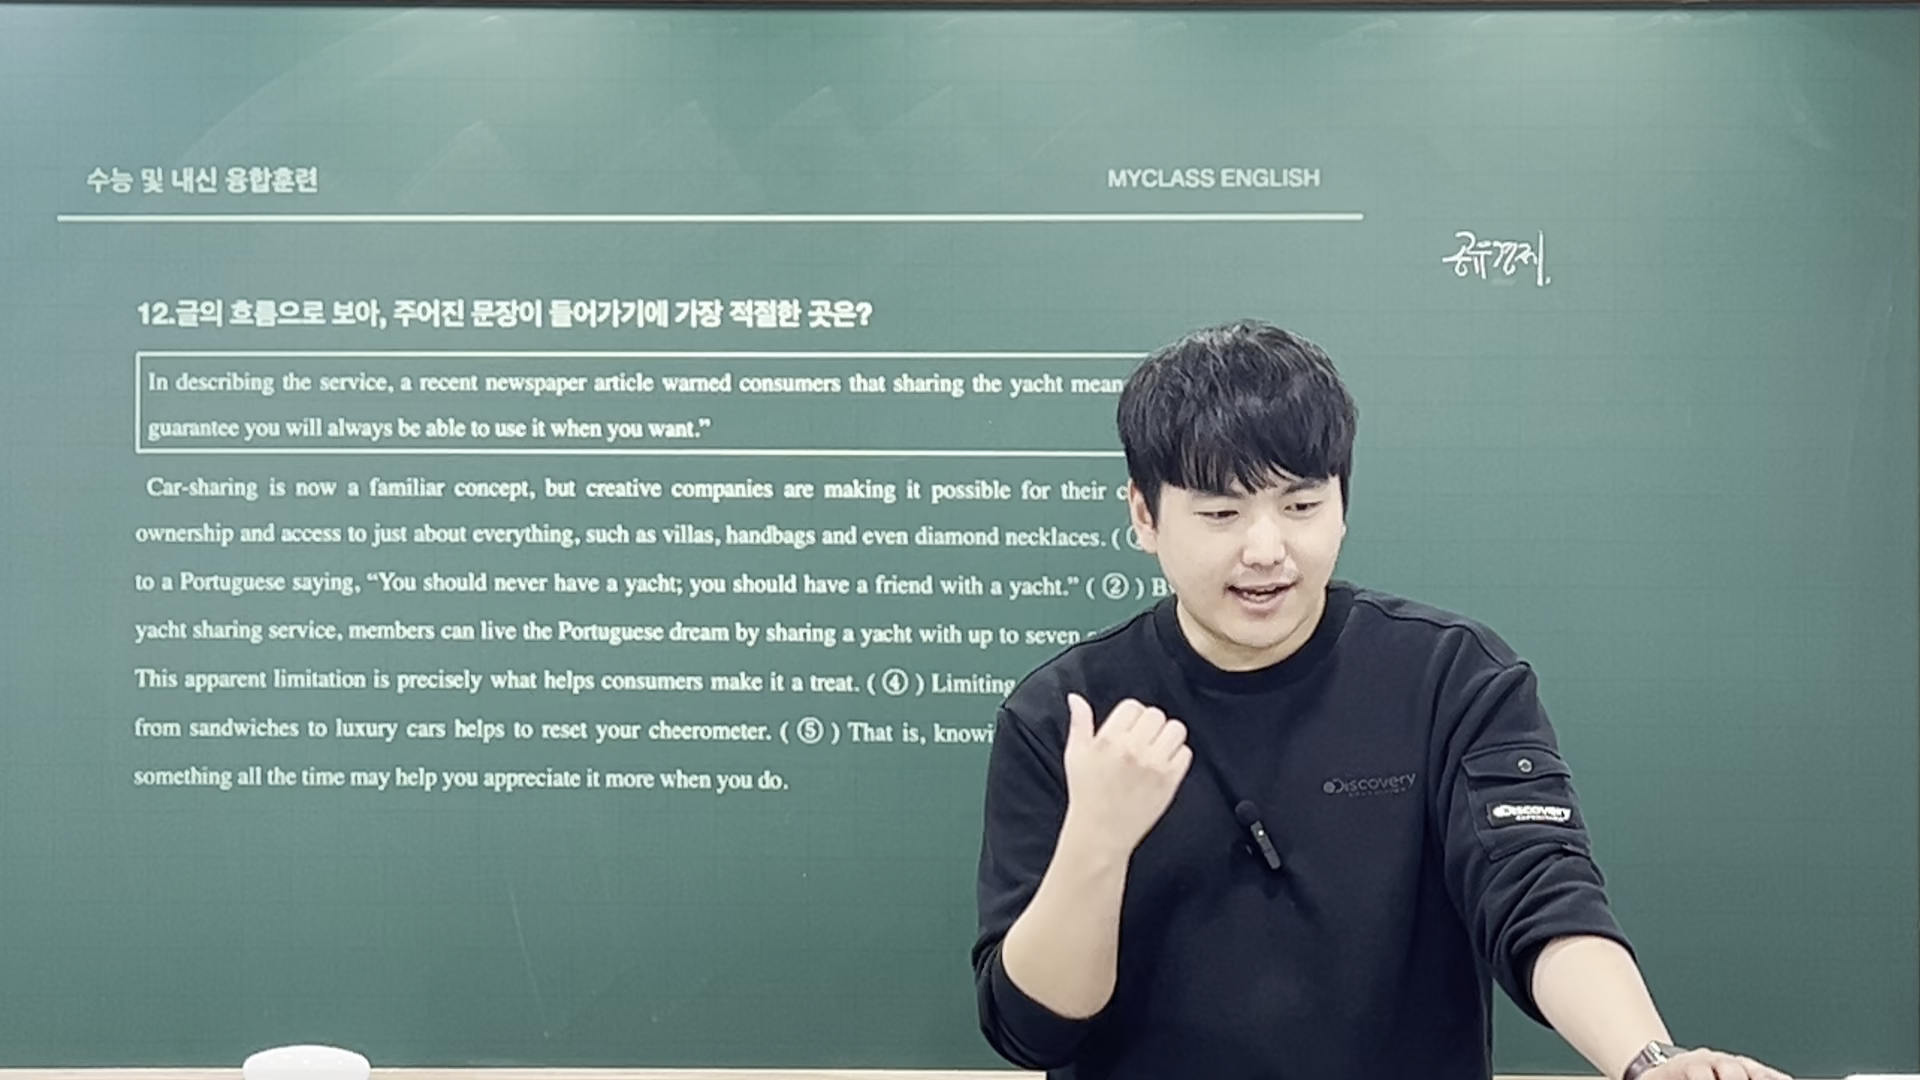 수능 및 내신 융합훈련
MYCLASS ENGLISH
공유경제.
12.글의 흐름으로 보아, 주어진 문장이 들어가기에 가장 적절한 곳은?
In describing the service, a recent newspaper article warned consumers that sharing the yacht
guarantee you will always be able to use it when you want.”
Car-sharing is now a familiar concept, but creative companies are making it possible for their
ownership and access to just about everything, such as villas, handbags and even diamond necklaces. (
to a Portuguese saying, “You should never have a yacht; you should have a friend with a yacht.” ( ② )
yacht sharing service, members can live the Portuguese dream by sharing a yacht with up to seven
This apparent limitation is precisely what helps consumers make it a treat. ( ④ ) Limiting
from sandwiches to luxury cars helps to reset your cheerometer. ( ⑤ ) That is,
something all the time may help you appreciate it more when you do.
Discovery
Discovery